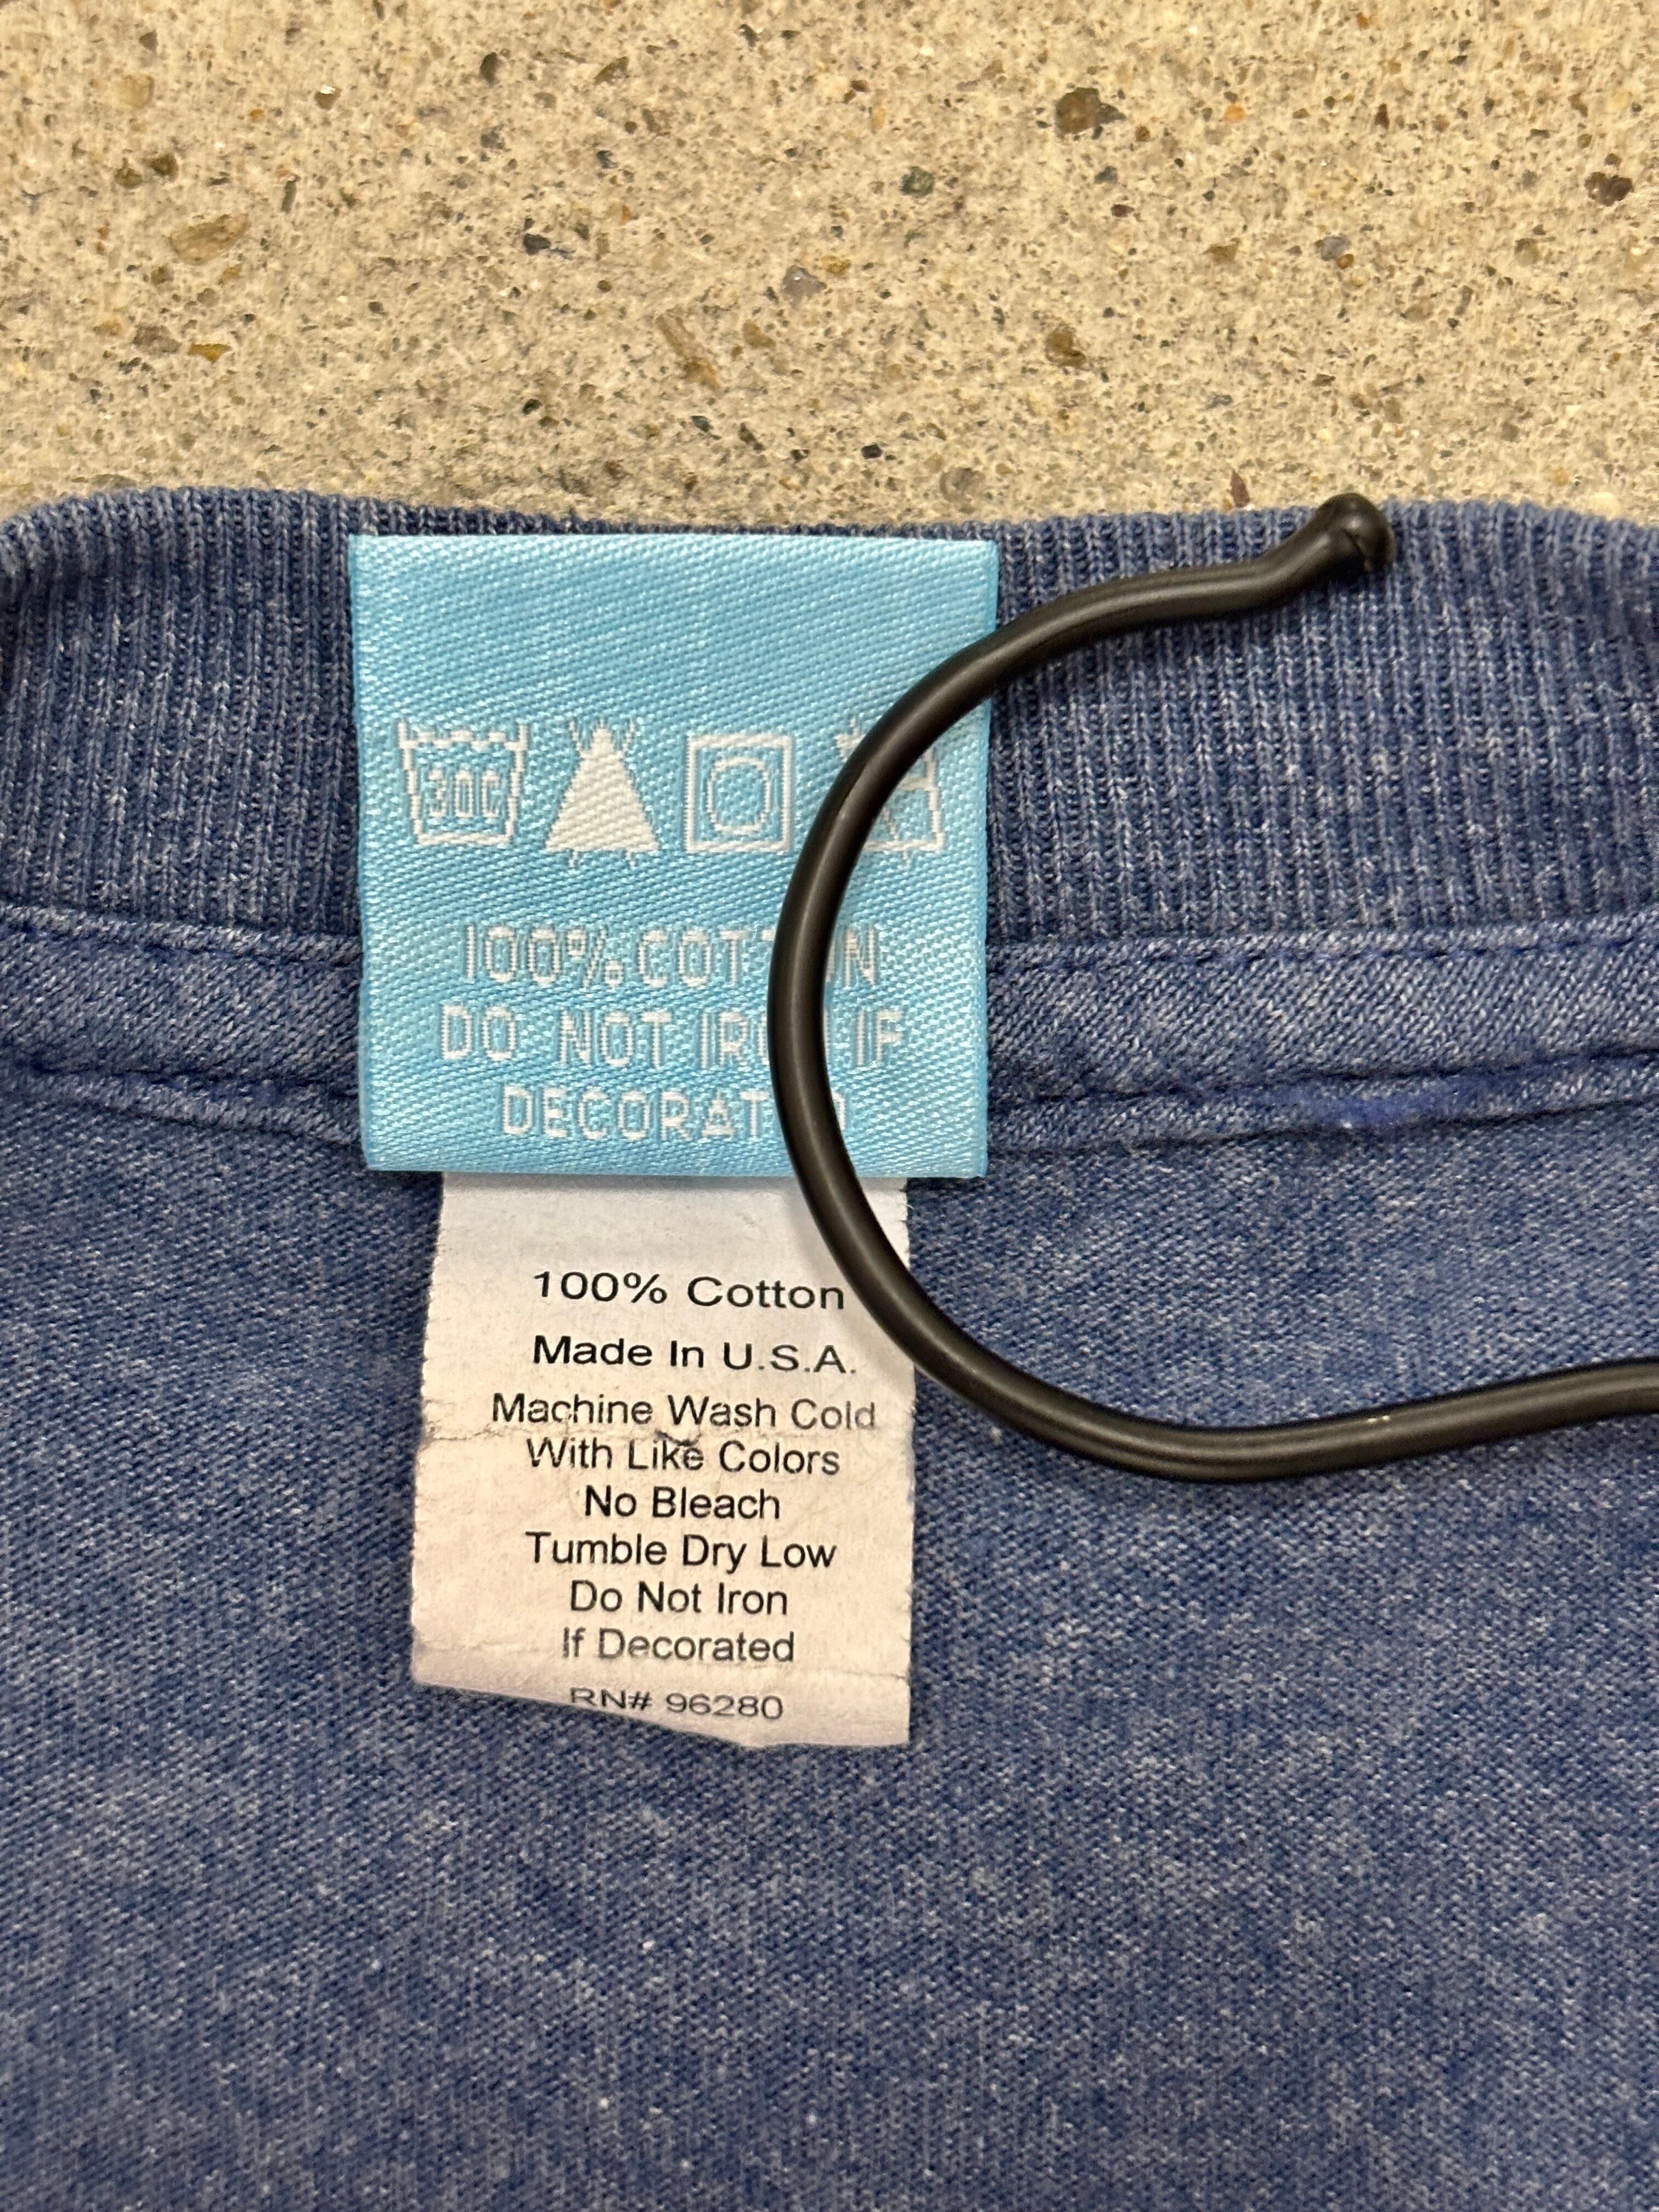 30C
100% COTTON
DO NOT IRON IF
DECORATED
100% Cotton
Made In U.S.A.
Machine Wash Cold
With Like Colors
No Bleach
Tumble Dry Low
Do Not Iron
If Decorated
RN# 96280